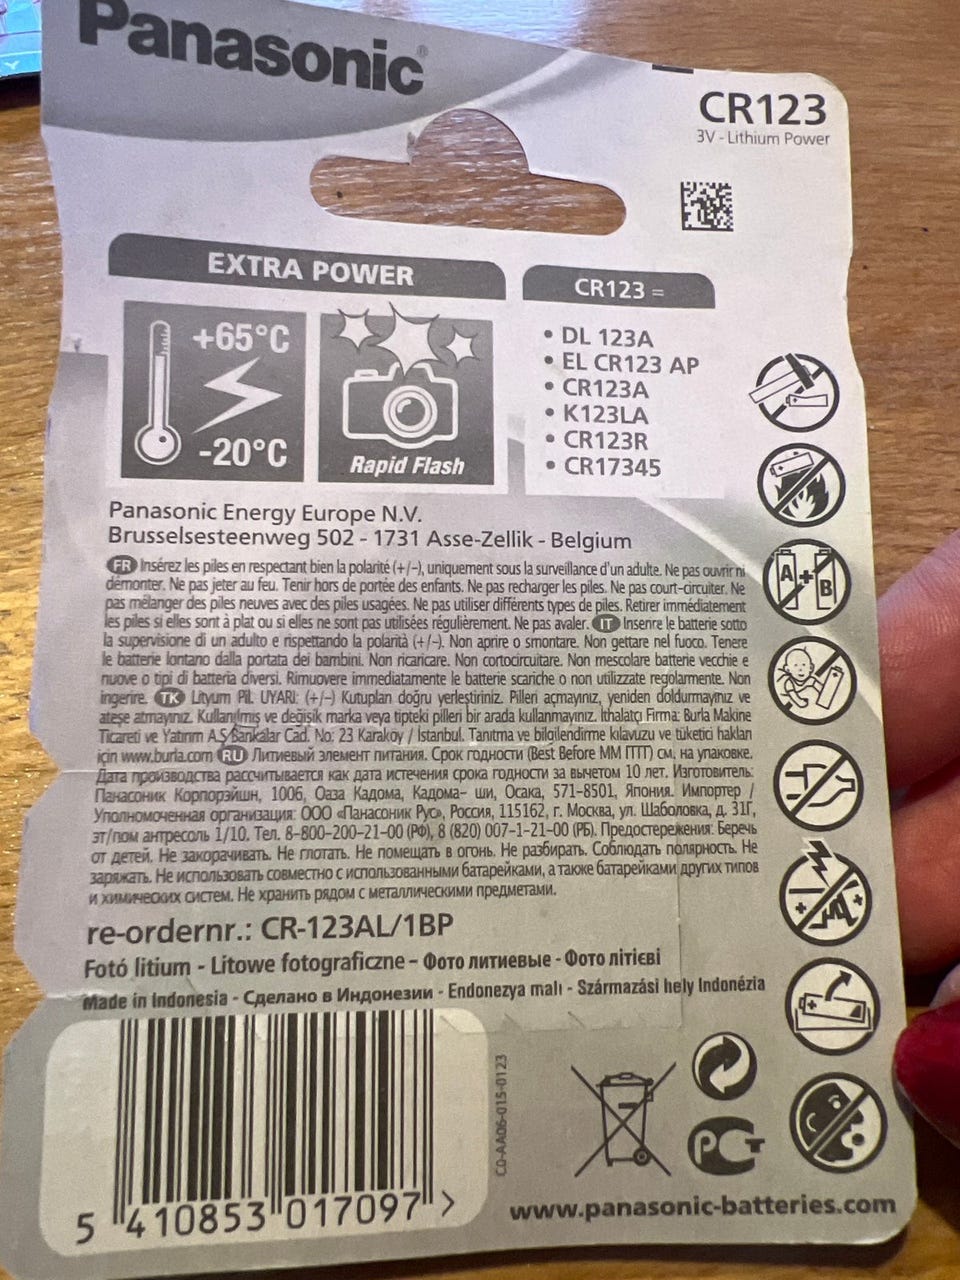 Panasonic®
CR123
3V - Lithium Power
EXTRA POWER
+65°C
-20°C
Rapid Flash
CR123 =
• DL 123A
• EL CR123 AP
• CR123A
• K123LA
• CR123R
• CR17345
Panasonic Energy Europe N.V.
Brusselsesteenweg 502 - 1731 Asse-Zellik - Belgium
FR Insérez les piles en respectant bien la polarité (+/-), uniquement sous la surveillance d'un adulte. Ne pas ouvrir ni
démonter. Ne pas jeter au feu. Tenir hors de portée des enfants. Ne pas recharger les piles. Ne pas court-circuiter. Ne
pas mélanger des piles neuves avec des piles usagées. Ne pas utiliser différents types de piles. Retirer immédiatement
les piles si elles sont à plat ou si elles ne sont pas utilisées régulièrement. Ne pas avaler. IT Inserire le batterie sotto
la supervisione di un adulto e rispettando la polarità (+/-). Non aprire o smontare. Non gettare nel fuoco. Tenere
le batterie lontano dalla portata dei bambini. Non ricaricare. Non cortocircuitare. Non mescolare batterie vecchie e
nuove o tipi di batteria diversi. Rimuovere immediatamente le batterie scariche o non utilizzate regolarmente. Non
ingerire. TK Lityum Pil. UYARI: (+/-) Kutupları doğru yerleştiriniz. Pilleri açmayınız, yeniden doldurmayınız ve
ateşe atmayınız. Kullanılmış ve değişik marka veya tipteki pilleri bir arada kullanmayınız. İthalatçı Firma: Burla Makine
Ticareti ve Yatırım A.Ş Bankalar Cad. No: 23 Karaköy / İstanbul. Tanıtma ve bilgilendirme kılavuzu ve tüketici hakları
için www.burla.com RU Литиевый элемент питания. Срок годности (Best Before MM ГГГГ) см, на упаковке.
Дата производства рассчитывается как дата истечения срока годности за вычетом 10 лет. Изготовитель:
Панасоник Корпорэйшн, 1006, Оаза Кадома, Кадома- ши, Осака, 571-8501, Япония. Импортер /
Уполномоченная организация: ООО «Панасоник Рус», Россия, 115162, г. Москва, ул. Шаболовка, д. 31Г,
эт/пом антресоль 1/10. Тел. 8-800-200-21-00 (РФ), 8 (820) 007-1-21-00 (РБ). Предостережения: Беречь
от детей. Не закорачивать. Не глотать. Не помещать в огонь. Не разбирать. Соблюдать полярность. Не
заряжать. Не использовать совместно с использованными батарейками, а также батарейками других типов
и химических систем. Не хранить рядом с металлическими предметами.
A + B
re-ordernr.: CR-123AL/1BP
Fotó lítium - Litowe fotograficzne - Фото литиевые - Фото літієві
Made in Indonesia - Сделано в Индонезии - Endonezya malı - Származási hely Indonézia
C0-AA06-015-0123
РСТ
5 410853 017097 >
www.panasonic-batteries.com